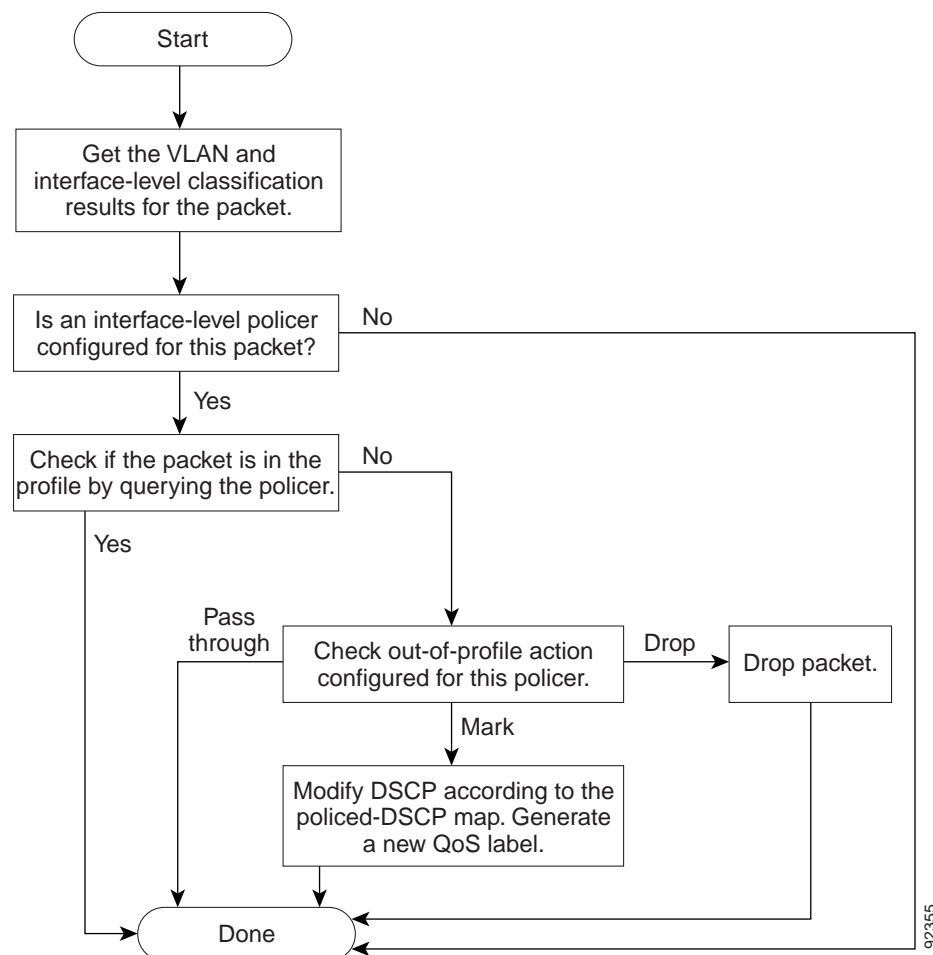 Start
Get the VLAN and
interface-level classification
results for the packet.
Is an interface-level policer
configured for this packet?
No
Yes
Check if the packet is in the
profile by querying the policer.
No
Yes
Pass
through
Check out-of-profile action
configured for this policer.
Drop
Drop packet.
Mark
Modify DSCP according to the
policed-DSCP map. Generate
a new QoS label.
Done
92355